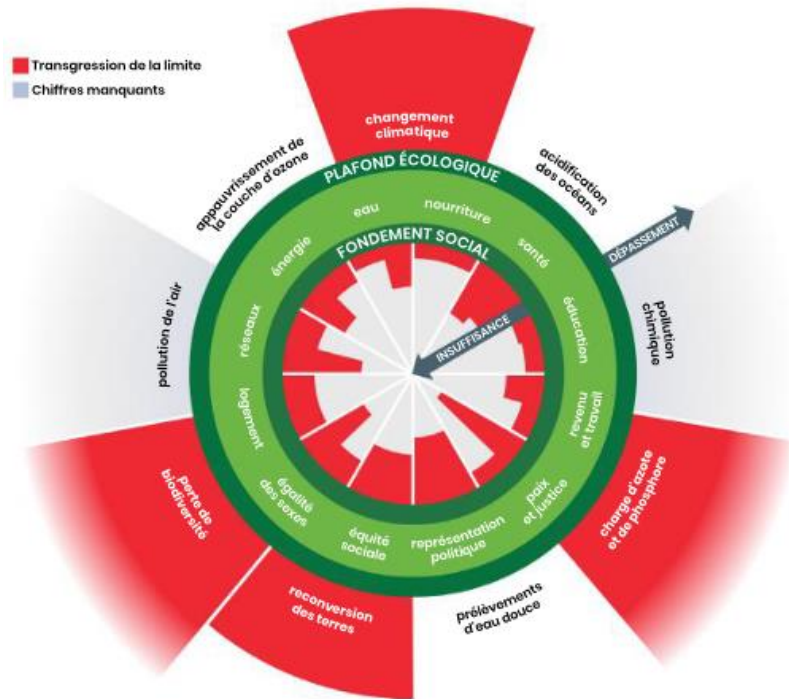 Transgression de la limite
Chiffres manquants
changement
climatique
appauvrissement de
la couche d'ozone
acidification
des océans
PLAFOND ÉCOLOGIQUE
eau
nourriture
énergie
santé
FONDEMENT SOCIAL
DÉPASSEMENT
pollution de l'air
réseaux
INSUFFISANCE
éducation
pollution
chimique
logement
revenu
et travail
perte de
biodiversité
égalité
des sexes
équité
sociale
représentation
politique
paix
et justice
charge d'azote
et de phosphore
reconversion
des terres
prélèvements
d'eau douce